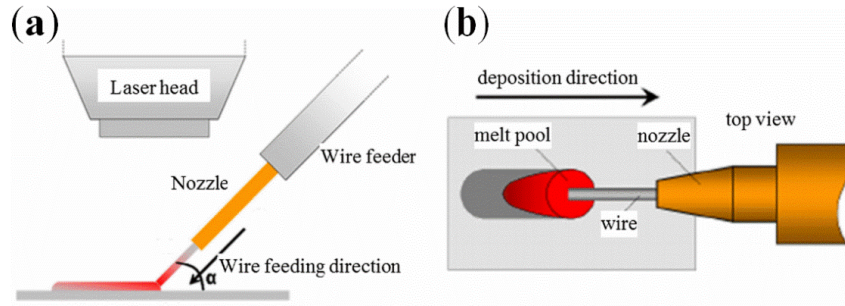 (a)
Laser head
Wire feeder
Nozzle
Wire feeding direction
α
(b)
deposition direction
top view
melt pool
nozzle
wire